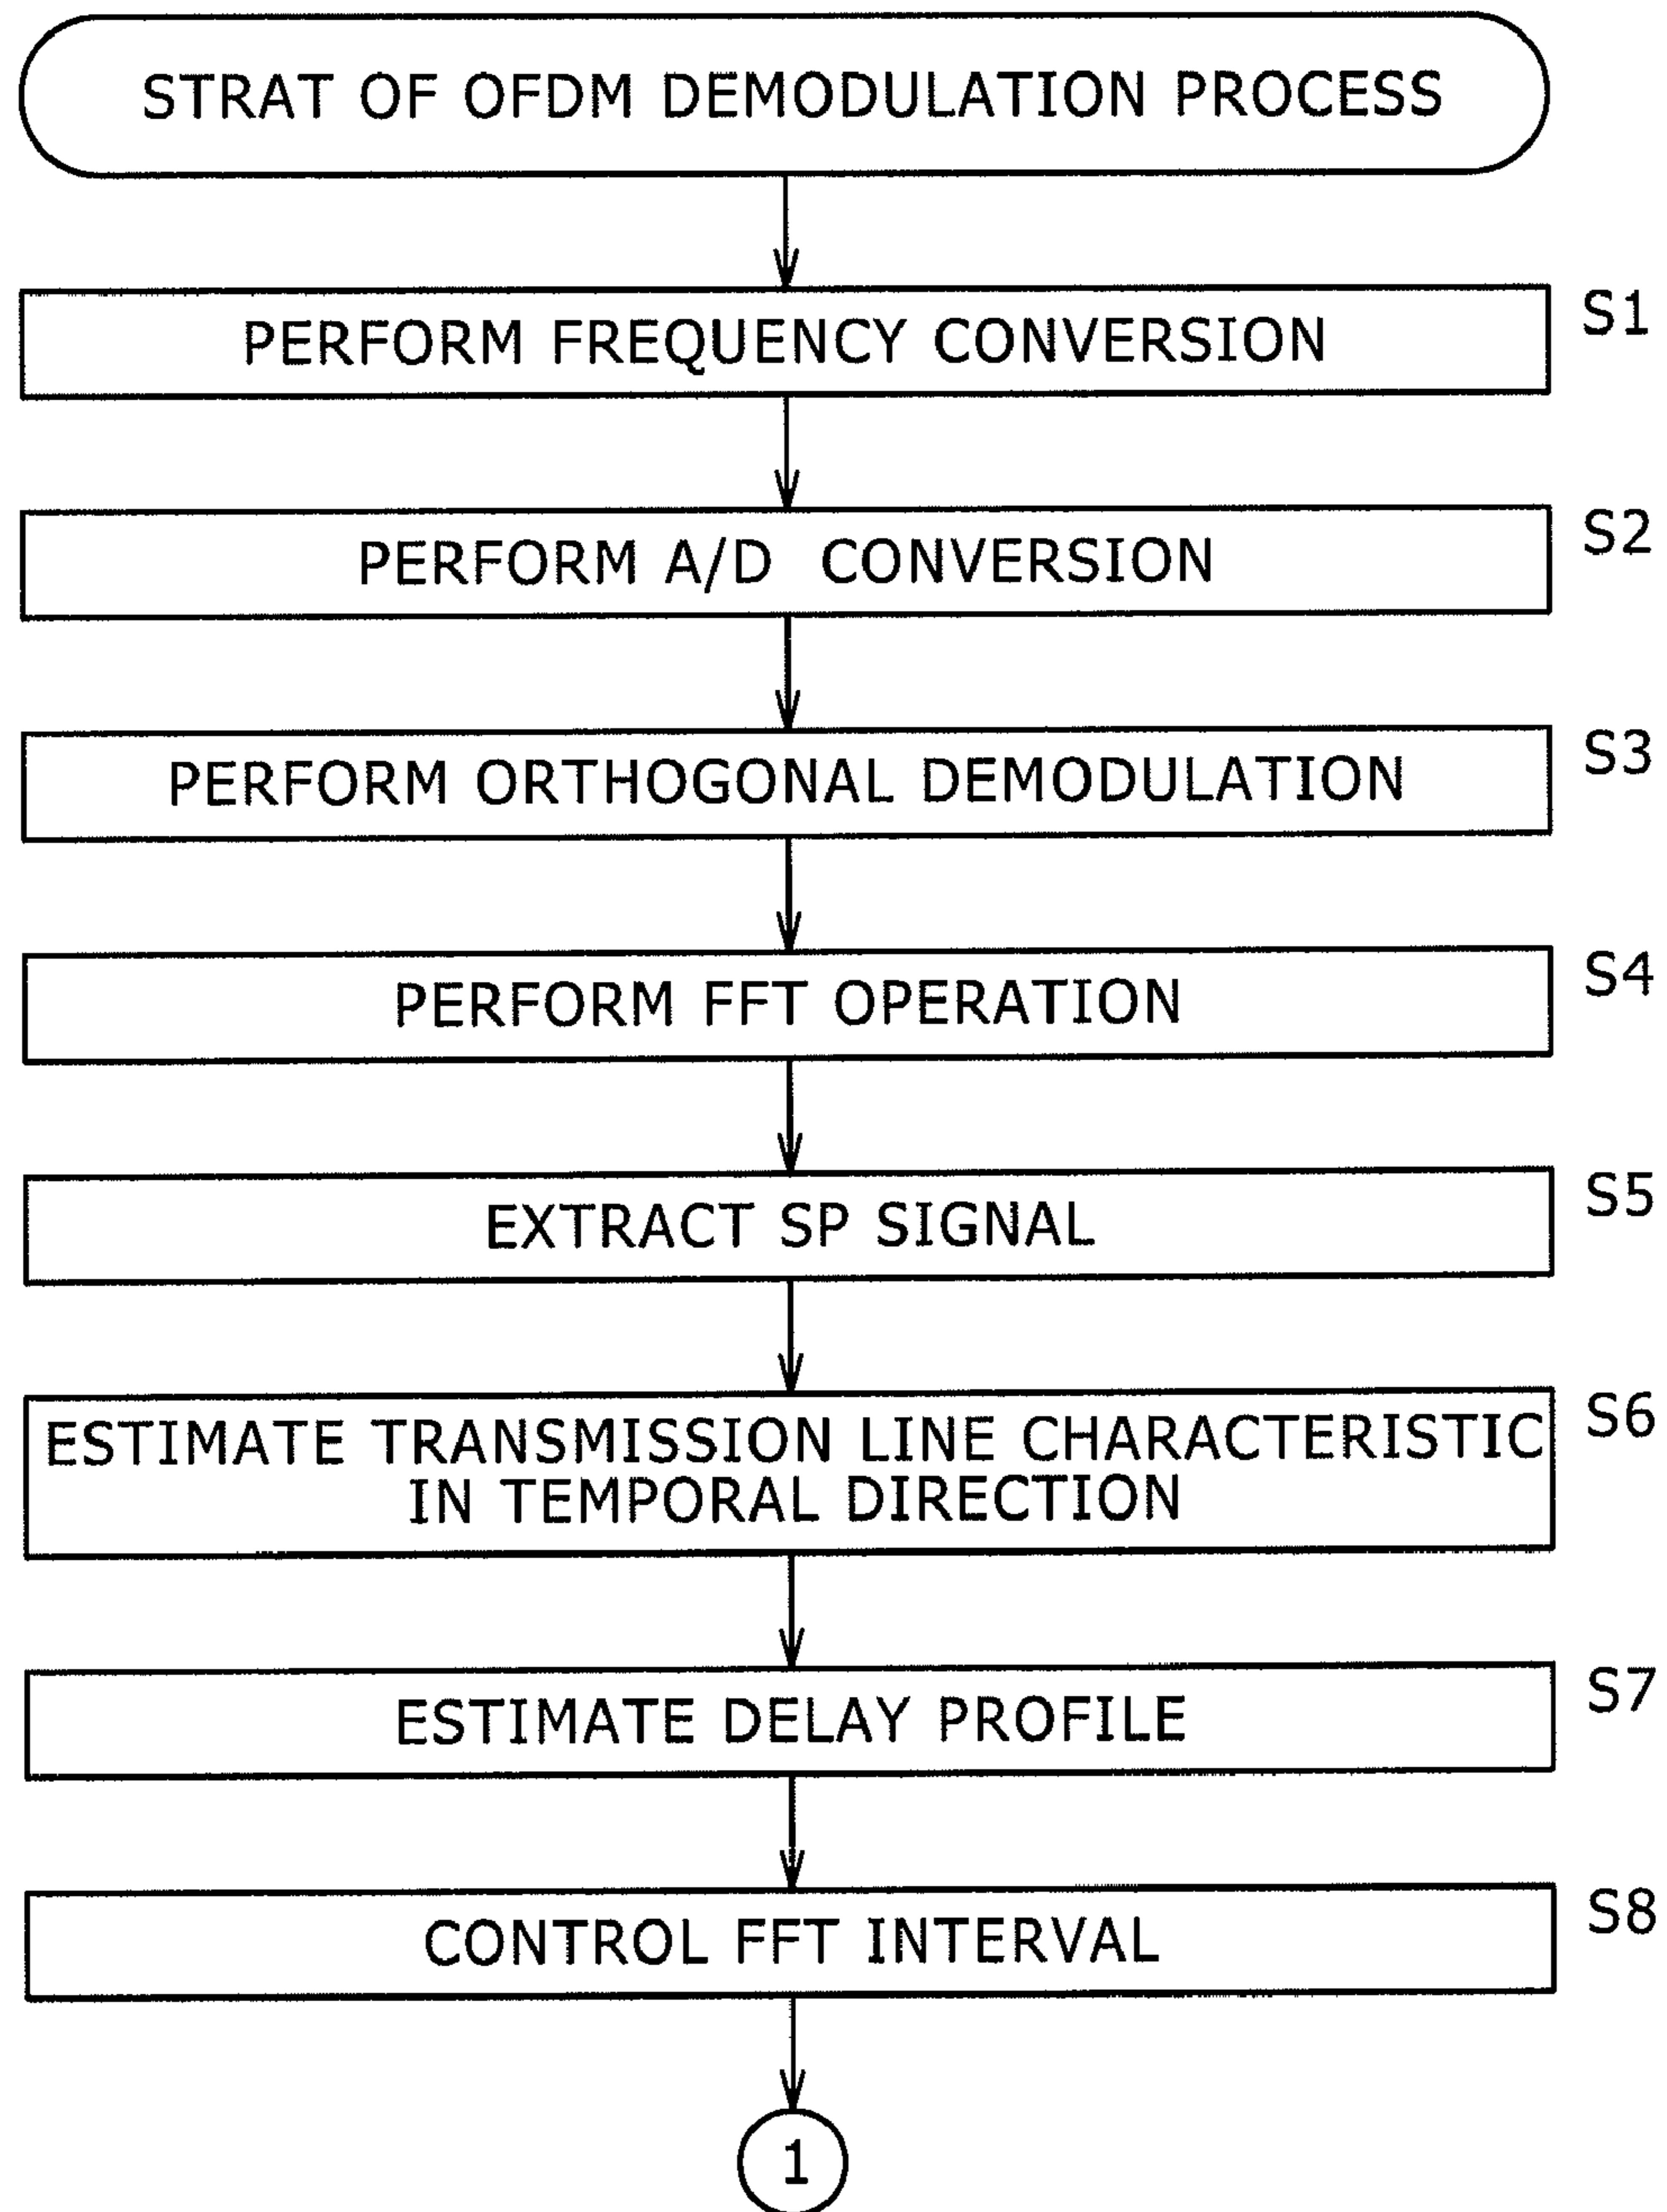 STRAT OF OFDM DEMODULATION PROCESS
PERFORM FREQUENCY CONVERSION
S1
PERFORM A/D CONVERSION
S2
PERFORM ORTHOGONAL DEMODULATION
S3
PERFORM FFT OPERATION
S4
EXTRACT SP SIGNAL
S5
ESTIMATE TRANSMISSION LINE CHARACTERISTIC
IN TEMPORAL DIRECTION
S6
ESTIMATE DELAY PROFILE
S7
CONTROL FFT INTERVAL
S8
1